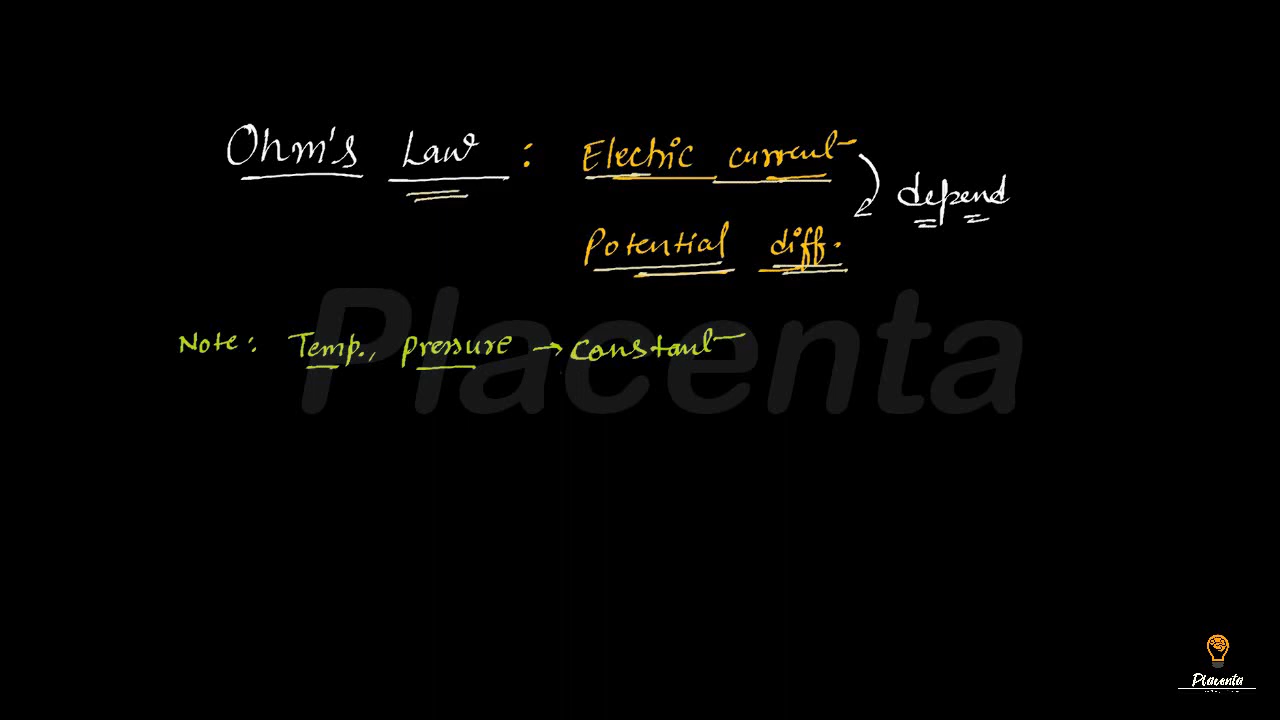 Ohm's Law : Electric current
depend
Potential diff.
Note: Temp., pressure → constant
Placenta
Placenta